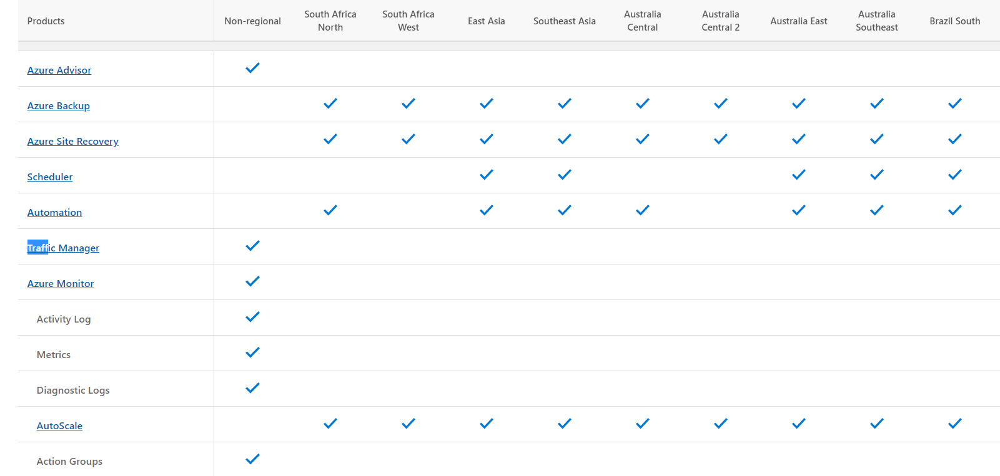 Products
Non-regional
South Africa
North
South Africa
West
East Asia
Southeast Asia
Australia
Central
Australia
Central 2
Australia East
Australia
Southeast
Brazil South
Azure Advisor
Azure Backup
Azure Site Recovery
Scheduler
Automation
Traffic Manager
Azure Monitor
Activity Log
Metrics
Diagnostic Logs
AutoScale
Action Groups